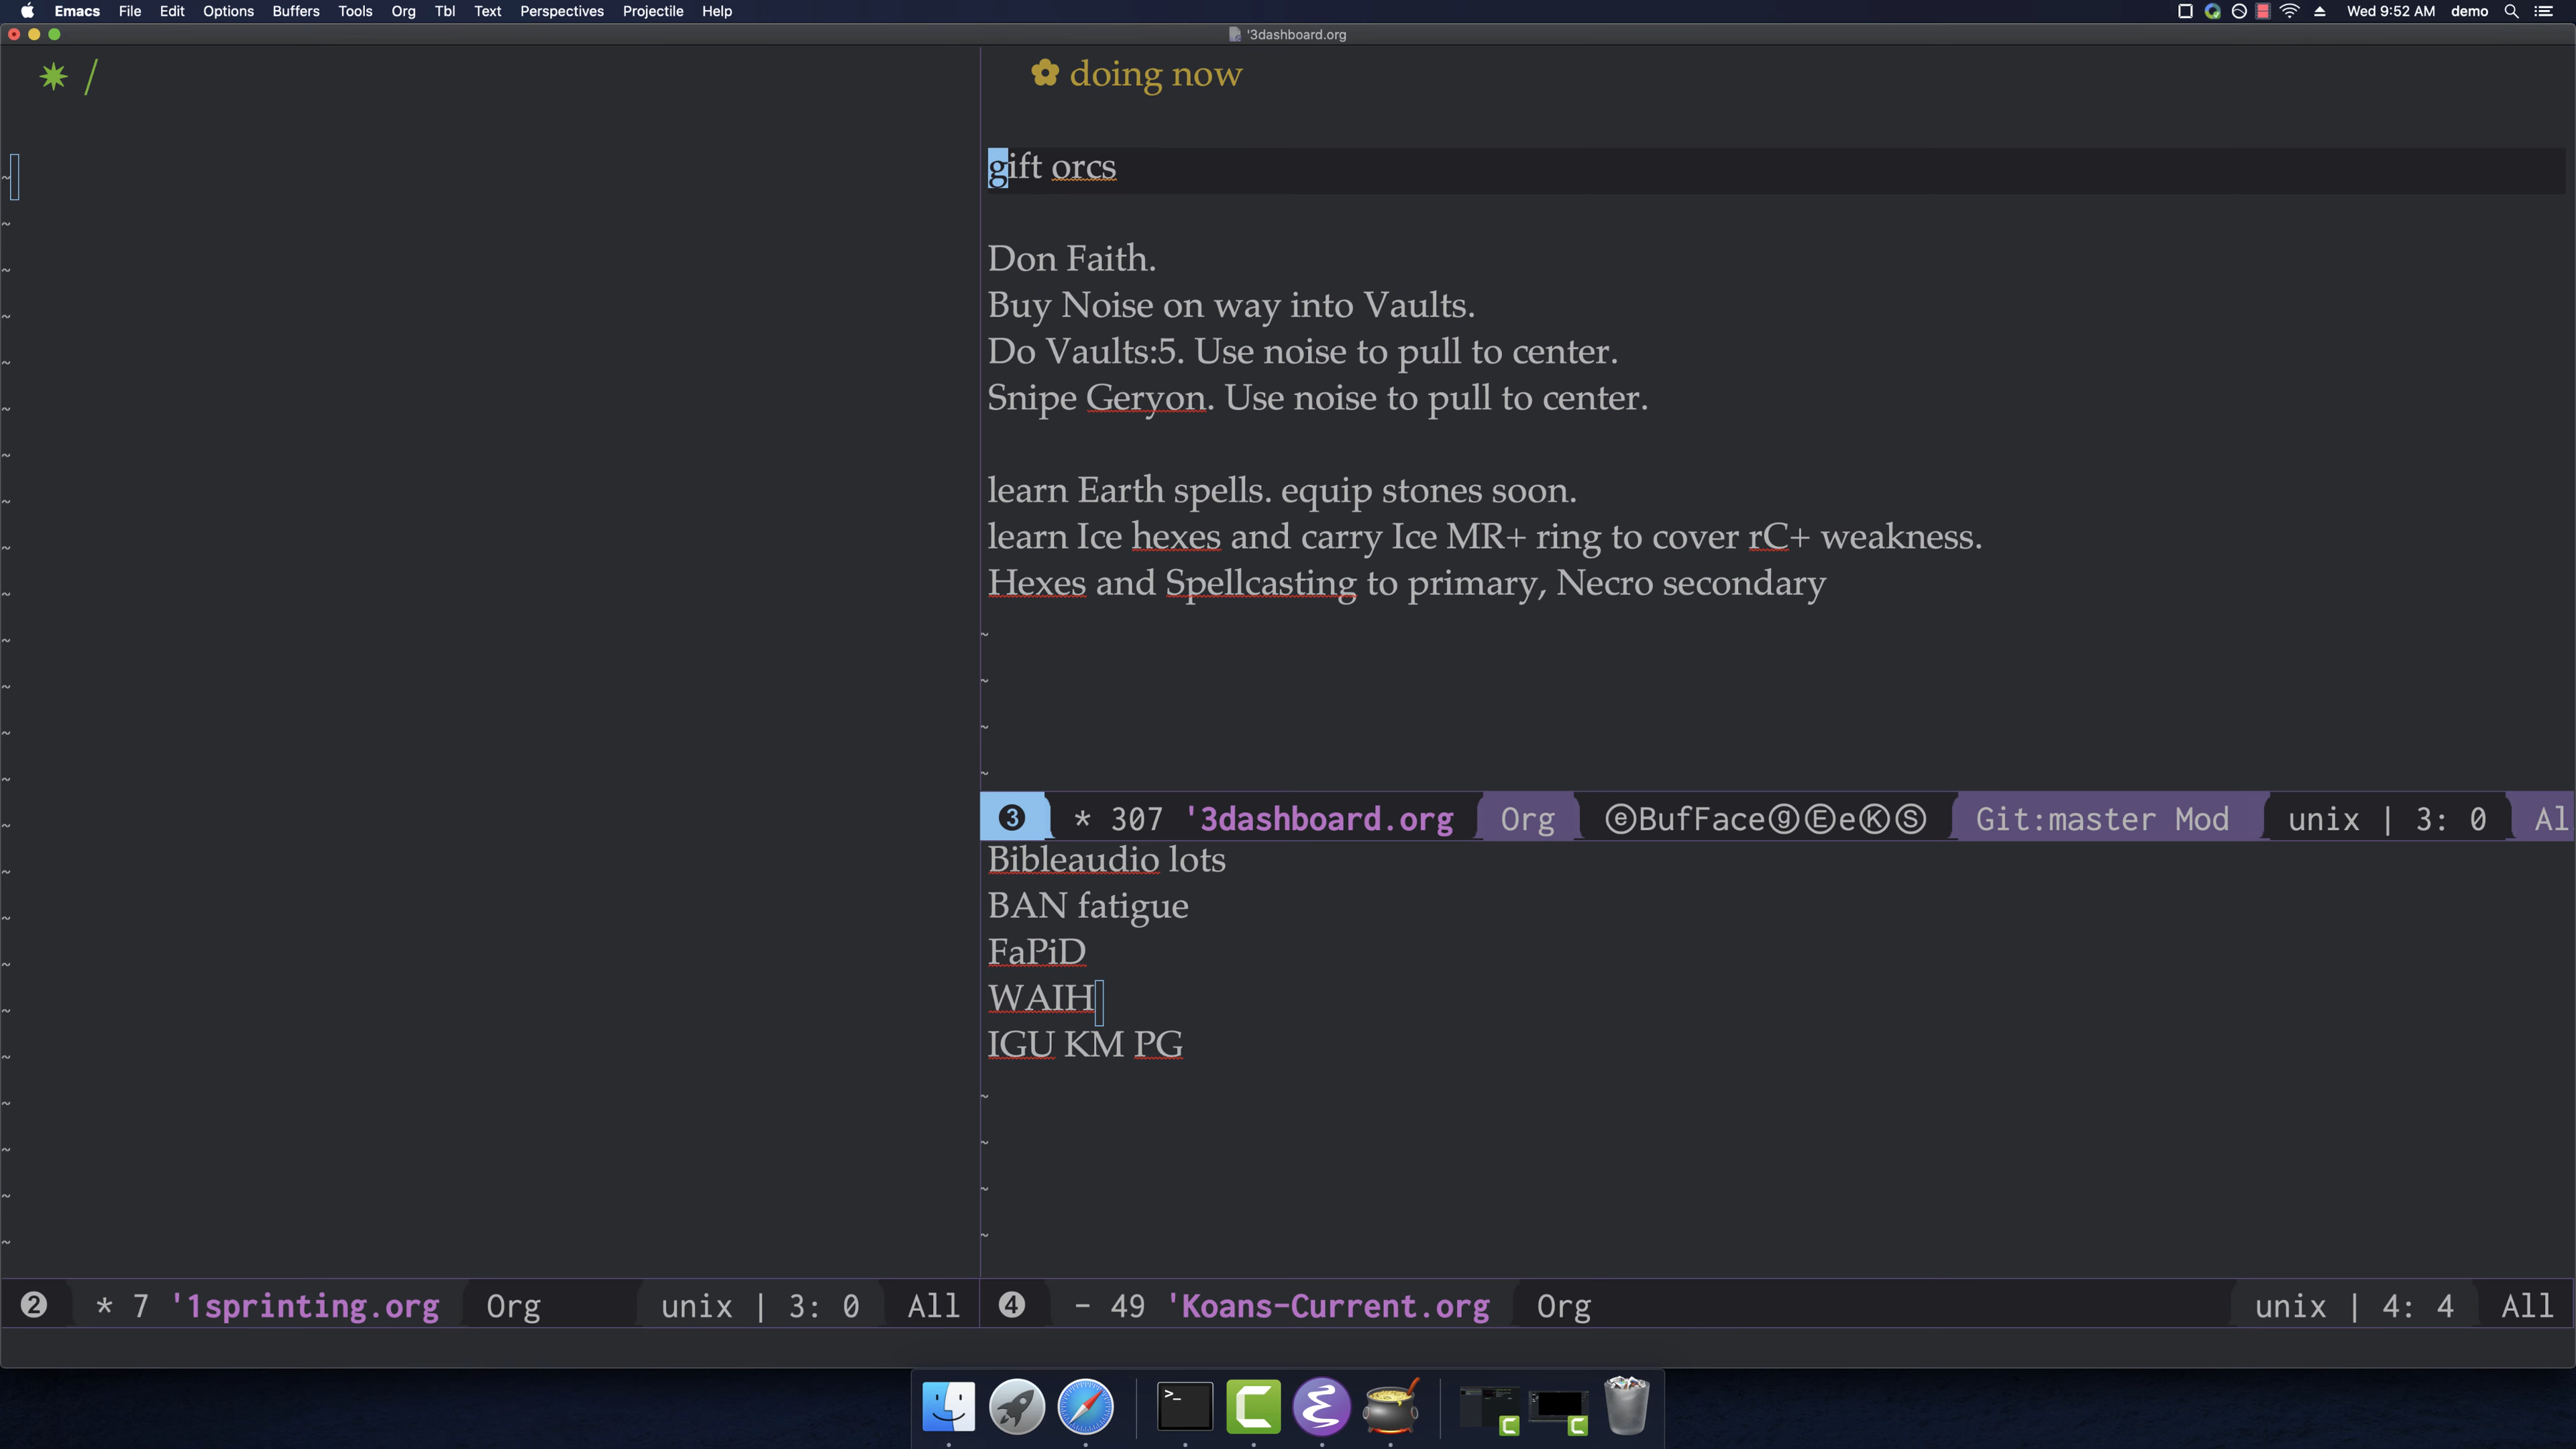 Emacs File Edit Options Buffers Tools Org Tbl Text Perspectives Projectile Help
Wed 9:52 AM demo
'3dashboard.org
/
doing now
gift orcs
Don Faith.
Buy Noise on way into Vaults.
Do Vaults:5. Use noise to pull to center.
Snipe Geryon. Use noise to pull to center.
learn Earth spells. equip stones soon.
learn Ice hexes and carry Ice MR+ ring to cover rC+ weakness.
Hexes and Spellcasting to primary, Necro secondary
❸ * 307 '3dashboard.org Org ⓔBufFaceⓖⒺeⓀⓈ Git:master Mod unix | 3: 0 Al
Bibleaudio lots
BAN fatigue
FaPiD
WAIH
IGU KM PG
❷ * 7 '1sprinting.org Org unix | 3: 0 All
❹ - 49 'Koans-Current.org Org unix | 4: 4 All